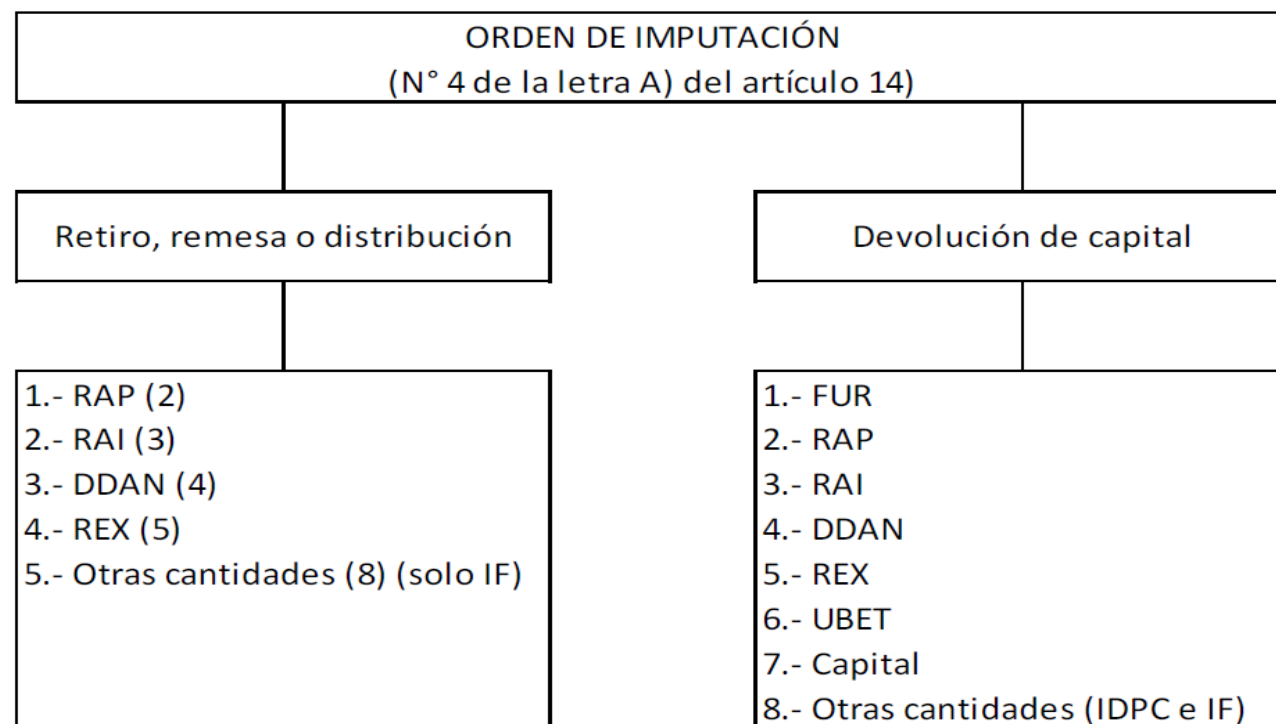 ORDEN DE IMPUTACIÓN
(N° 4 de la letra A) del artículo 14)
Retiro, remesa o distribución
Devolución de capital
1.- RAP (2)
2.- RAI (3)
3.- DDAN (4)
4.- REX (5)
5.- Otras cantidades (8) (solo IF)
1.- FUR
2.- RAP
3.- RAI
4.- DDAN
5.- REX
6.- UBET
7.- Capital
8.- Otras cantidades (IDPC e IF)